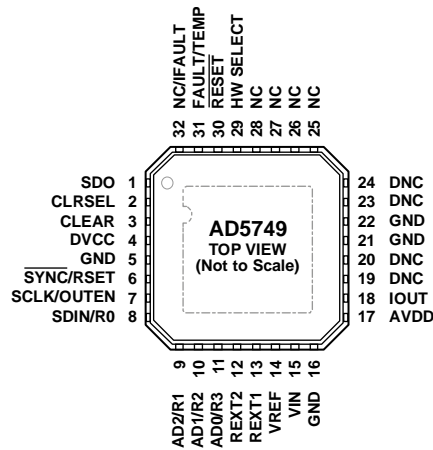 32 NC/IFAULT
31 FAULT/TEMP
30 RESET
29 HW SELECT
28 NC
27 NC
26 NC
25 NC
SDO 1
CLRSEL 2
CLEAR 3
DVCC 4
GND 5
SYNC/RSET 6
SCLK/OUTEN 7
SDIN/R0 8
AD5749
TOP VIEW
(Not to Scale)
24 DNC
23 DNC
22 GND
21 GND
20 DNC
19 DNC
18 IOUT
17 AVDD
AD2/R1 9
AD1/R2 10
AD0/R3 11
REXT2 12
REXT1 13
VREF 14
VIN 15
GND 16